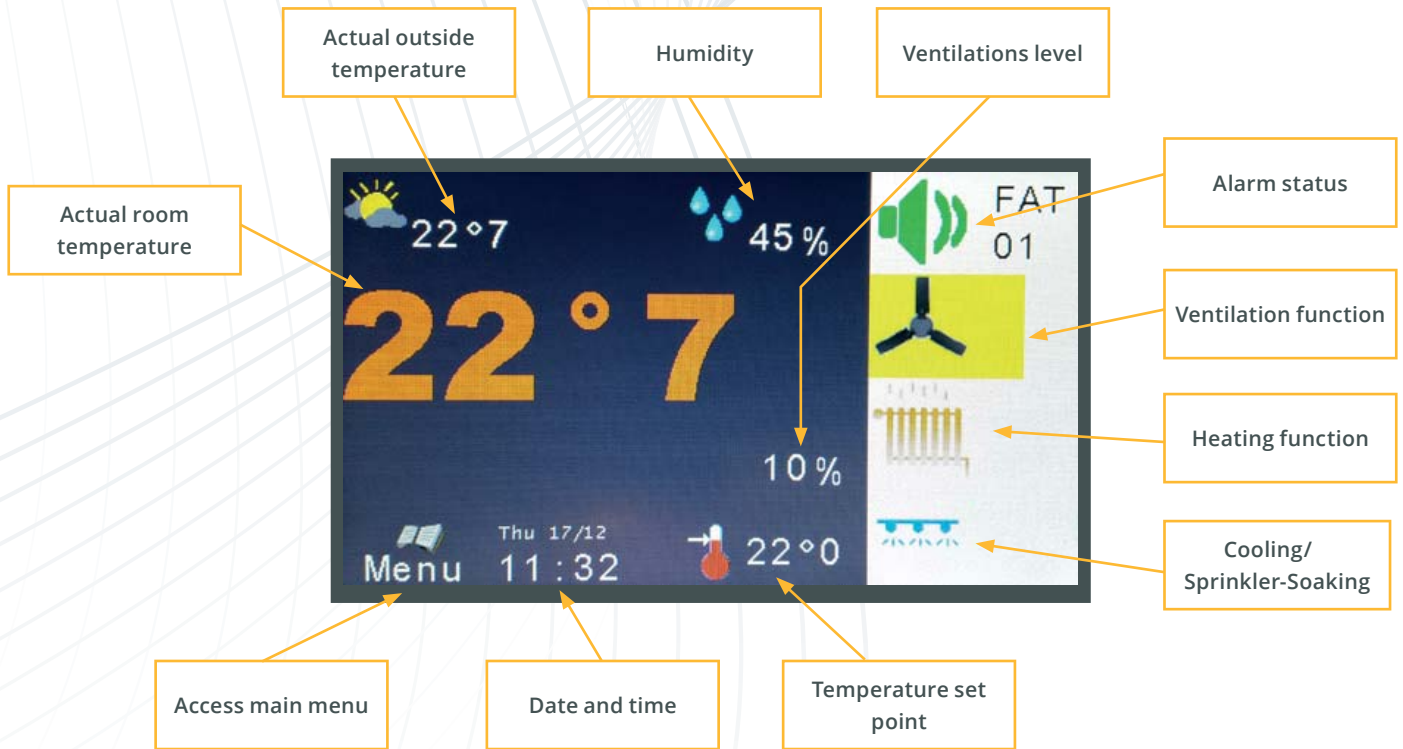 Actual outside
temperature
Humidity
Ventilations level
Actual room
temperature
Alarm status
Ventilation function
Heating function
Cooling/
Sprinkler-Soaking
22°7
45%
FAT
01
22°7
10%
Menu
Thu 17/12
11:32
22°0
Access main menu
Date and time
Temperature set
point